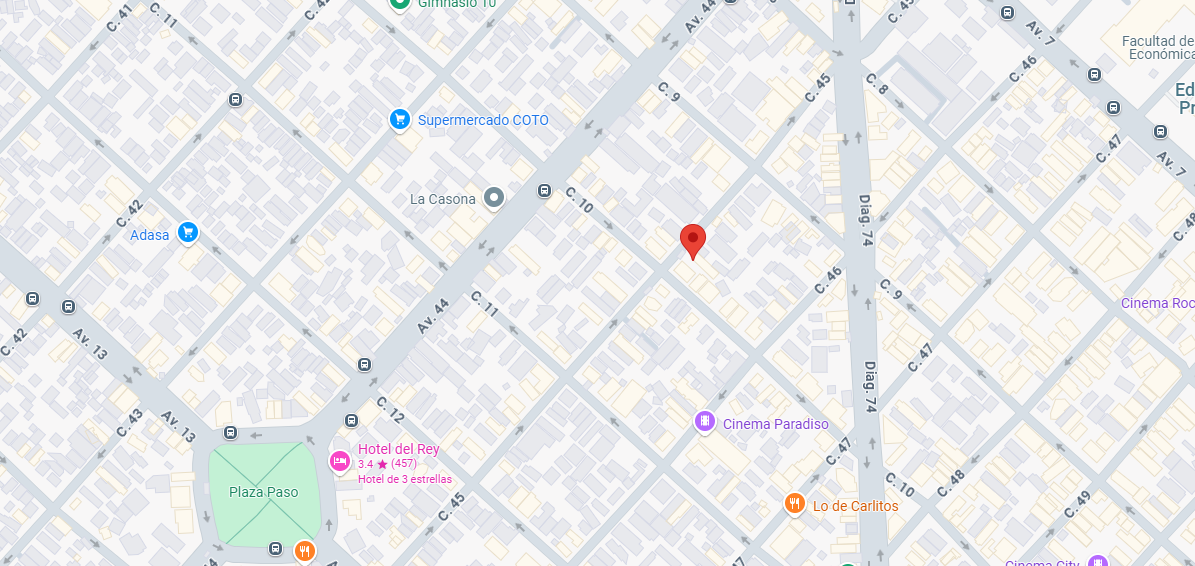 C. 41
C. 11
C. 42
Gimnasio 10
Av. 44
C. 45
Av. 7
Facultad de
Económica
C. 46
C. 8
C. 45
C. 9
Ed
Pr
Supermercado COTO
C. 47
Av. 7
La Casona
C. 10
C. 42
Adasa
Diag. 74
C. 48
C. 46
C. 9
Cinema Roc
C. 11
Av. 44
C. 42
Av. 13
C. 47
Diag. 74
C. 12
C. 43
Av. 13
Cinema Paradiso
Hotel del Rey
3.4 ★ (457)
Hotel de 3 estrellas
C. 47
Plaza Paso
C. 45
C. 10
C. 48
C. 49
Lo de Carlitos
Cinema City